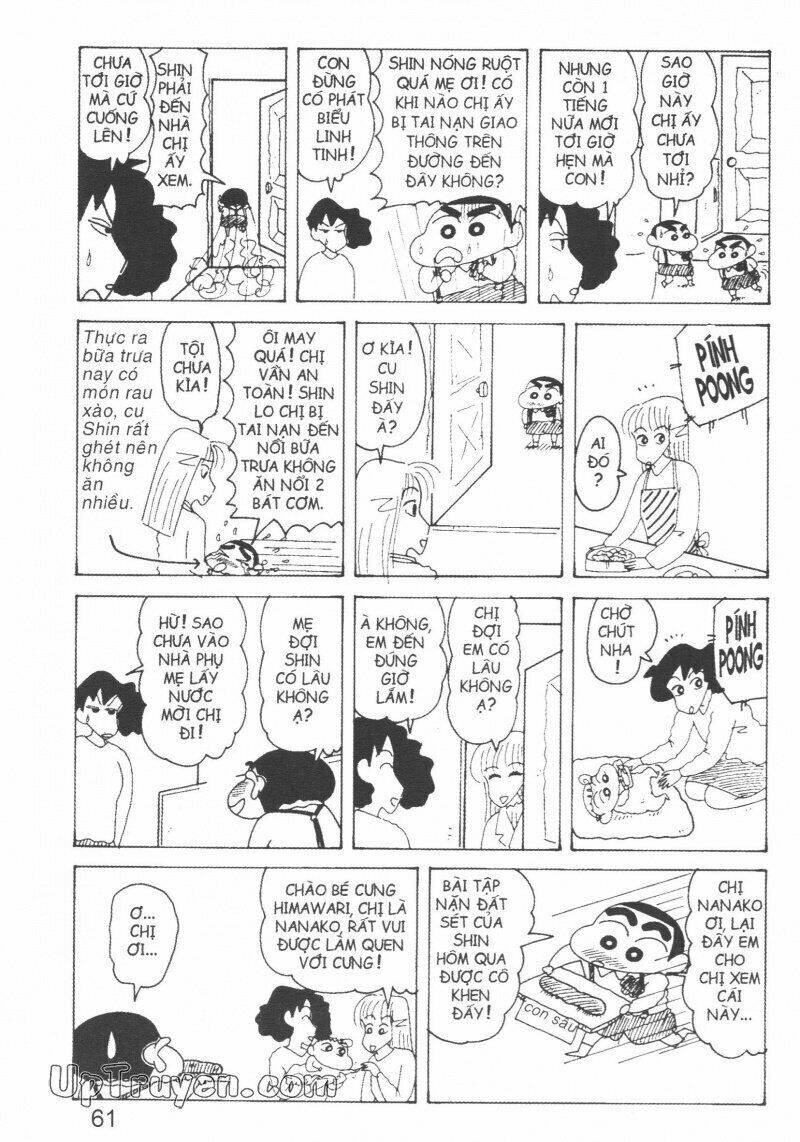 SAO
GIỜ
NÀY
CHỊ ẤY
CHƯA
TỚI
NHỈ?
NHƯNG
CÒN 1
TIẾNG
NỮA MỚI
TỚI GIỜ
HẸN MÀ
CON!
SHIN NÓNG RUỘT
QUÁ MẸ ƠI! CÓ
KHI NÀO CHỊ ẤY
BỊ TAI NẠN GIAO
THÔNG TRÊN
ĐƯỜNG ĐẾN
ĐÂY KHÔNG?
CON
ĐỪNG
CÓ PHÁT
BIỂU
LINH
TINH!
SHIN
PHẢI
ĐẾN
NHÀ
CHỊ
ẤY
XEM.
CHƯA
TỚI GIỜ
MÀ CỨ
CUỐNG
LÊN!
PÍNH
POONG
AI
ĐÓ
?
Ơ KÌA!
CU
SHIN
ĐẤY
À?
ÔI MAY
QUÁ! CHỊ
VẪN AN
TOÀN! SHIN
LO CHỊ BỊ
TAI NẠN ĐẾN
NỖI BỮA
TRƯA KHÔNG
ĂN NỔI 2
BÁT CƠM.
TỘI
CHƯA
KÌA!
Thực ra
bữa trưa
nay có
món rau
xào, cu
Shin rất
ghét nên
không
ăn
nhiều.
PÍNH
POONG
CHỜ
CHÚT
NHA
!
CHỊ
ĐỢI
EM CÓ
LÂU
KHÔNG
Ạ?
À KHÔNG,
EM ĐẾN
ĐÚNG
GIỜ
LẮM!
MẸ
ĐỢI
SHIN
CÓ LÂU
KHÔNG
Ạ?
HỪ! SAO
CHƯA VÀO
NHÀ PHỤ
MẸ LẤY
NƯỚC
MỜI CHỊ
ĐI!
CHỊ
NANAKO
ƠI, LẠI
ĐÂY EM
CHO
CHỊ XEM
CÁI
NÀY...
BÀI TẬP
NẶN ĐẤT
SÉT CỦA
SHIN
HÔM QUA
ĐƯỢC CÔ
KHEN
ĐẤY!
con sâu
CHÀO BÉ CƯNG
HIMAWARI, CHỊ LÀ
NANAKO, RẤT VUI
ĐƯỢC LÀM QUEN
VỚI CƯNG!
Ơ...
CHỊ
ƠI...
UpTruyen.com
61